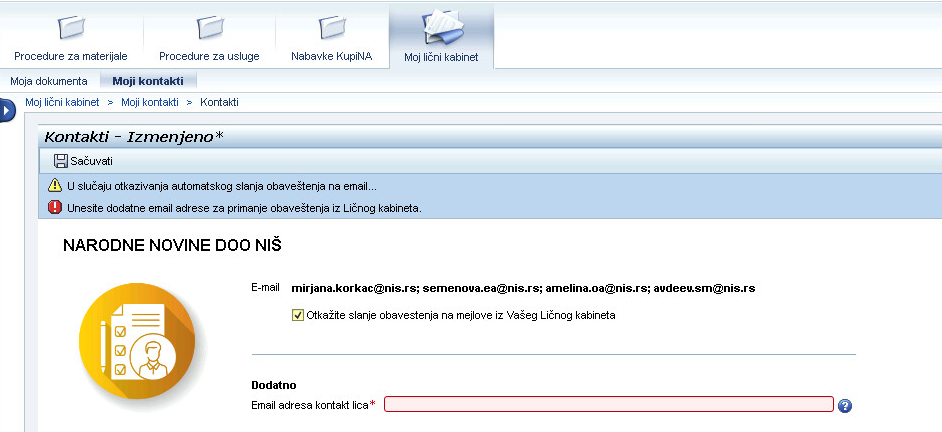 Procedure za materijale Procedure za usluge Nabavke KupiNA Moj lični kabinet
Moja dokumenta Moji kontakti
Moj lični kabinet > Moji kontakti > Kontakti
Kontakti - Izmenjeno*
Sačuvati
U slučaju otkazivanja automatskog slanja obaveštenja na email...
Unesite dodatne email adrese za primanje obaveštenja iz Ličnog kabineta.
NARODNE NOVINE DOO NIŠ
E-mail mirjana.korkac@nis.rs; semenova.ea@nis.rs; amelina.oa@nis.rs; avdeev.sm@nis.rs
Otkažite slanje obavestenja na mejlove iz Vašeg Ličnog kabineta
Dodatno
Email adresa kontakt lica*